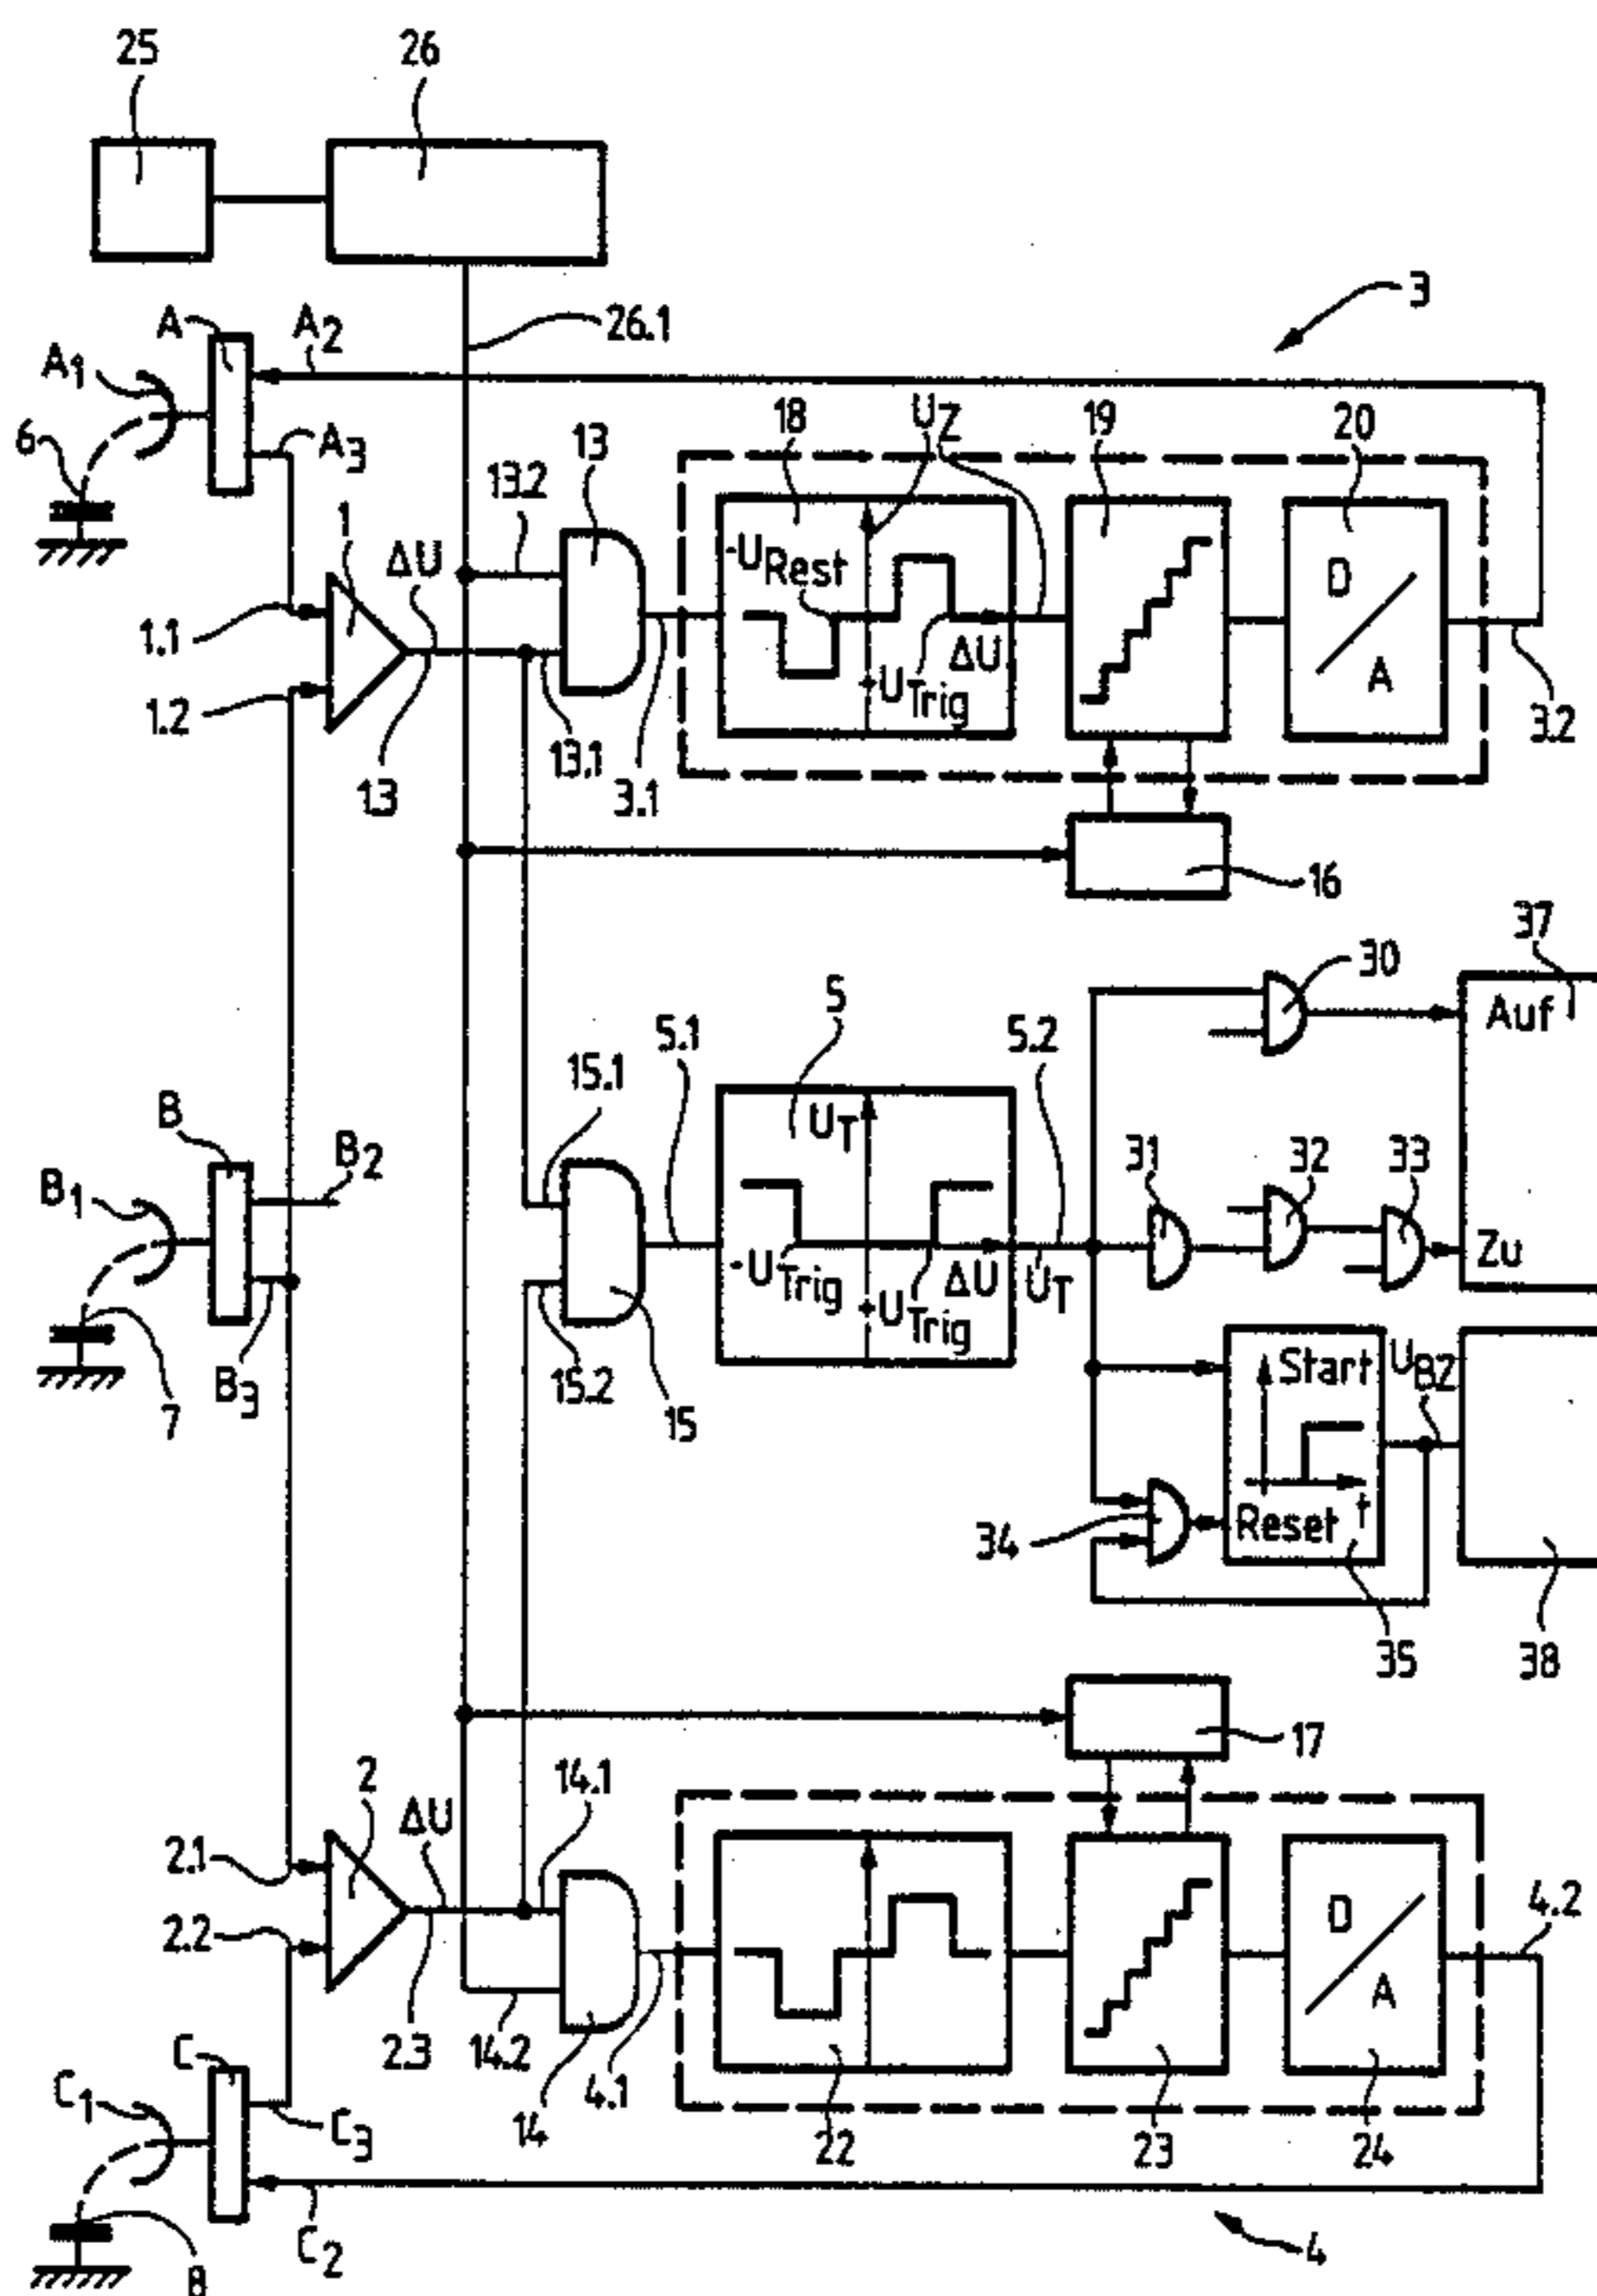 25
26
A
A2
26.1
3
A1
6
A3
1
ΔU
13.2
13
18
UZ
19
20
-URest
+UTrig
ΔU
D
A
1.1
1.2
1.3
13.1
3.1
3.2
16
37
30
Auf
5
5.1
5.2
15.1
UT
B
B1
B2
31
32
33
-UTrig
+UTrig
ΔU
UT
Zu
7
B3
15.2
15
Start
UBZ
34
Reset
t
35
38
17
2
ΔU
14.1
2.1
2.2
4.2
D
A
2.3
14.2
14
4.1
22
23
24
C
C1
C3
C2
8
4